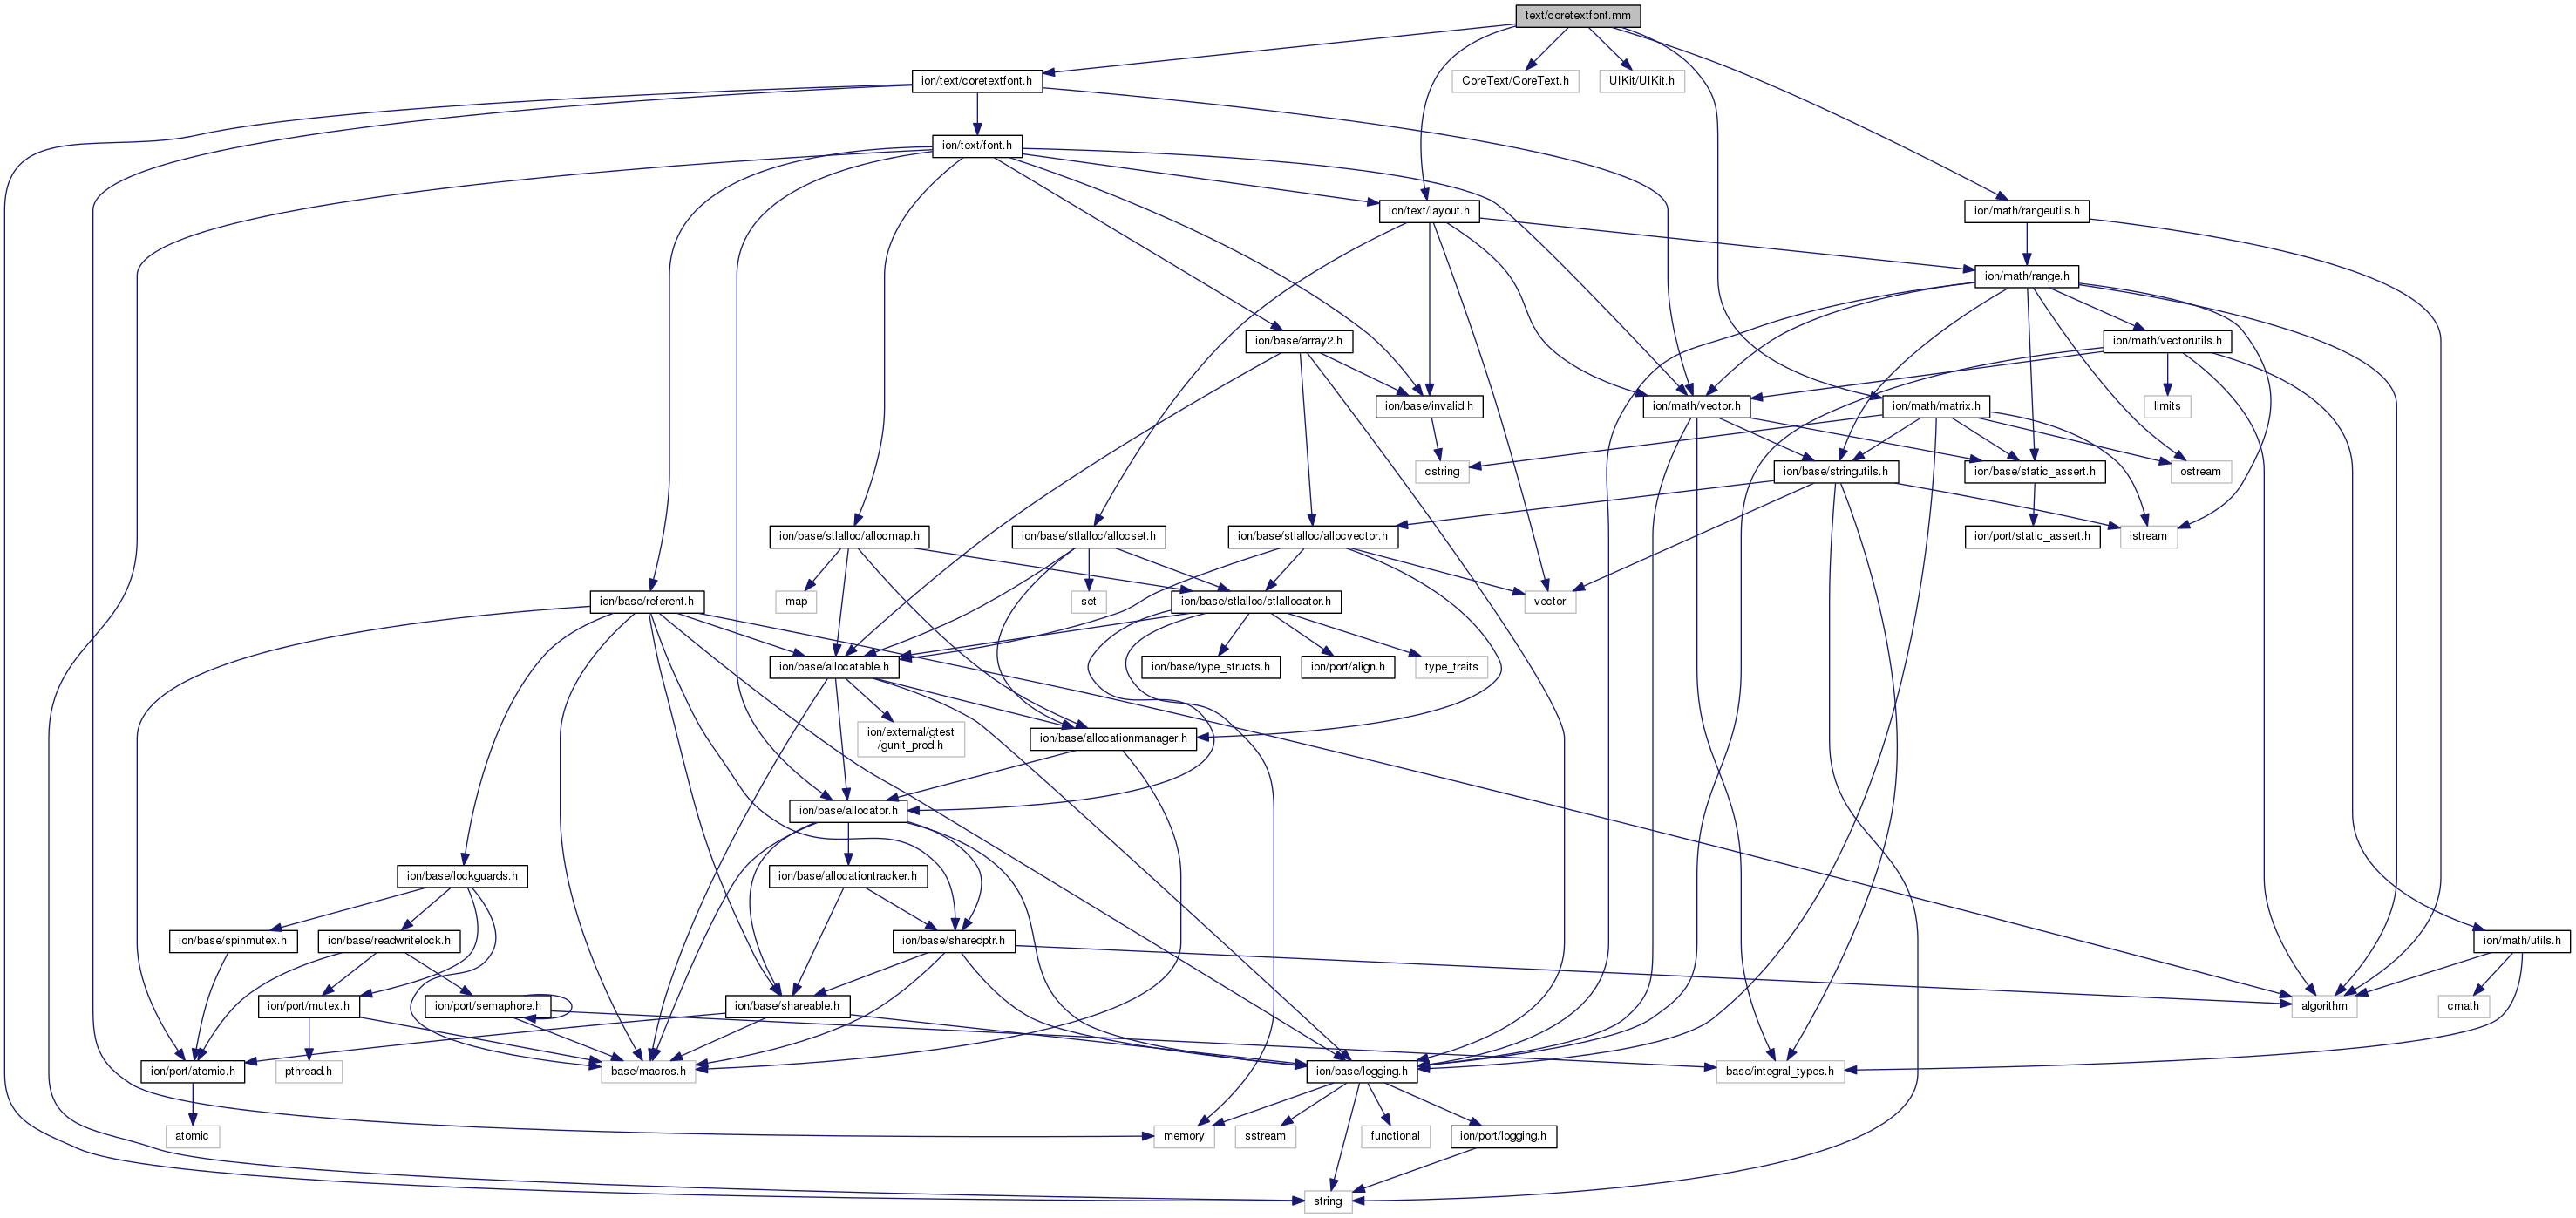 text/coretextfont.mm
ion/text/coretextfont.h
CoreText/CoreText.h
UIKit/UIKit.h
ion/text/font.h
ion/text/layout.h
ion/math/rangeutils.h
ion/math/range.h
ion/base/array2.h
ion/math/vectorutils.h
ion/base/invalid.h
ion/math/vector.h
ion/math/matrix.h
limits
cstring
ion/base/stringutils.h
ion/base/static_assert.h
ostream
ion/base/stlalloc/allocmap.h
ion/base/stlalloc/allocset.h
ion/base/stlalloc/allocvector.h
ion/port/static_assert.h
istream
ion/base/referent.h
map
set
ion/base/stlalloc/stlallocator.h
vector
ion/base/allocatable.h
ion/base/type_structs.h
ion/port/align.h
type_traits
ion/external/gtest
/gunit_prod.h
ion/base/allocationmanager.h
ion/base/allocator.h
ion/base/lockguards.h
ion/base/allocationtracker.h
ion/base/spinmutex.h
ion/base/readwritelock.h
ion/base/sharedptr.h
ion/math/utils.h
ion/port/mutex.h
ion/port/semaphore.h
ion/base/shareable.h
algorithm
cmath
ion/port/atomic.h
pthread.h
base/macros.h
ion/base/logging.h
base/integral_types.h
atomic
memory
sstream
functional
ion/port/logging.h
string